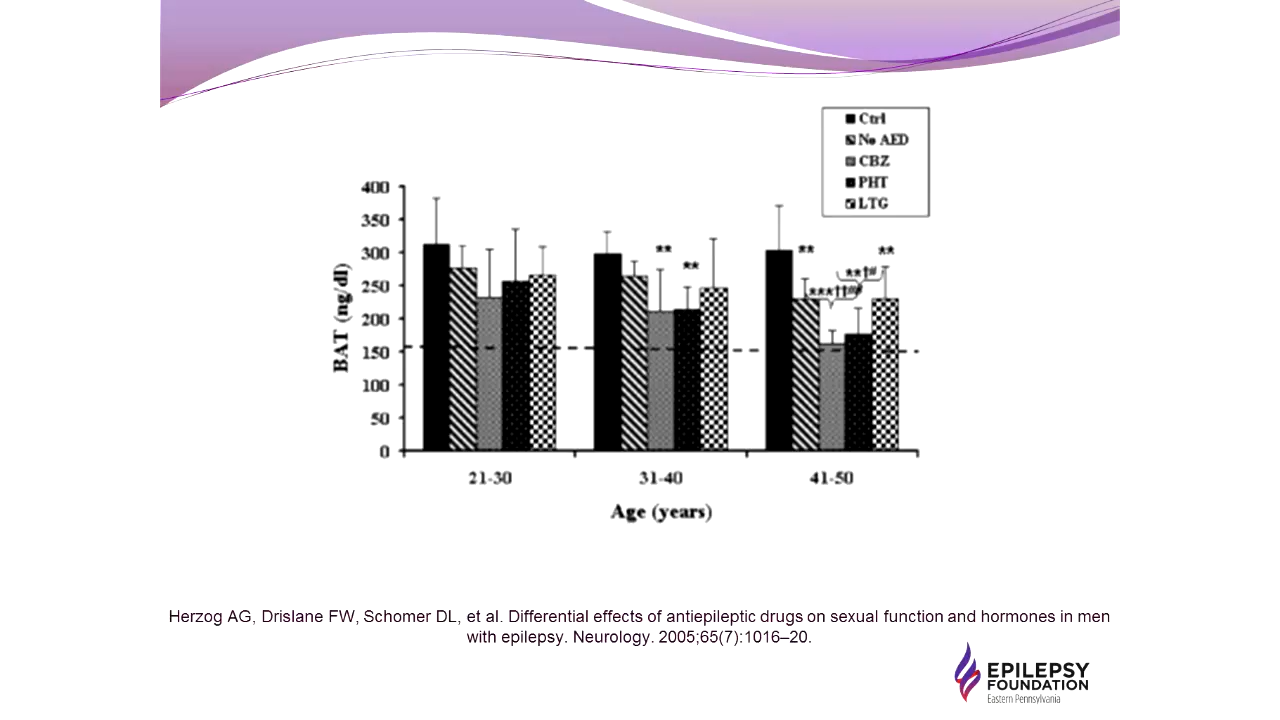 Ctrl
No AED
CBZ
PHT
LTG
400
350
300
250
200
150
100
50
0
BAT (ng/dl)
**
**
**
**
21-30
31-40
41-50
Age (years)
Herzog AG, Drislane FW, Schomer DL, et al. Differential effects of antiepileptic drugs on sexual function and hormones in men
with epilepsy. Neurology. 2005;65(7):1016–20.
EPILEPSY
FOUNDATION
Eastern Pennsylvania